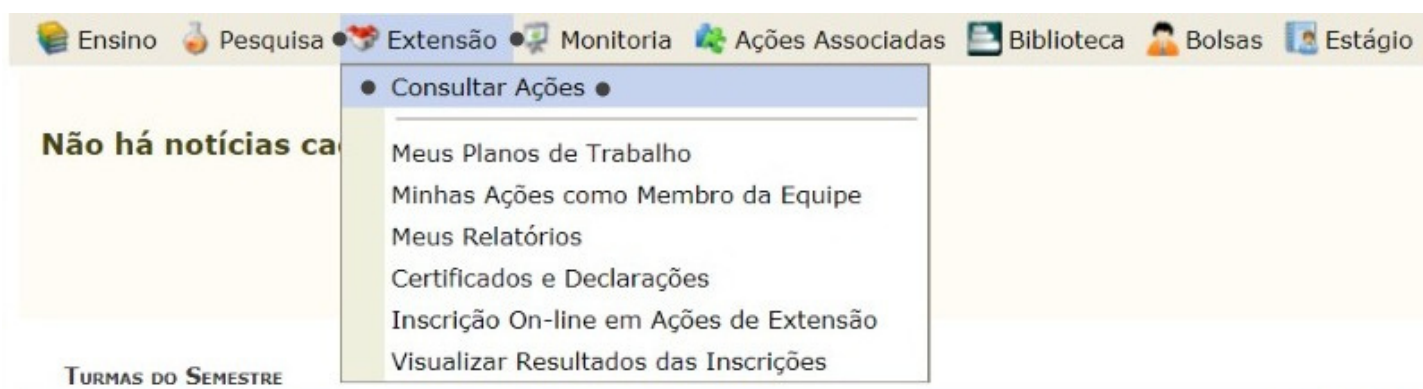 Ensino Pesquisa Extensão Monitoria Ações Associadas Biblioteca Bolsas Estágio
Consultar Ações
Não há notícias ca
Meus Planos de Trabalho
Minhas Ações como Membro da Equipe
Meus Relatórios
Certificados e Declarações
Inscrição On-line em Ações de Extensão
Visualizar Resultados das Inscrições
TURMAS DO SEMESTRE